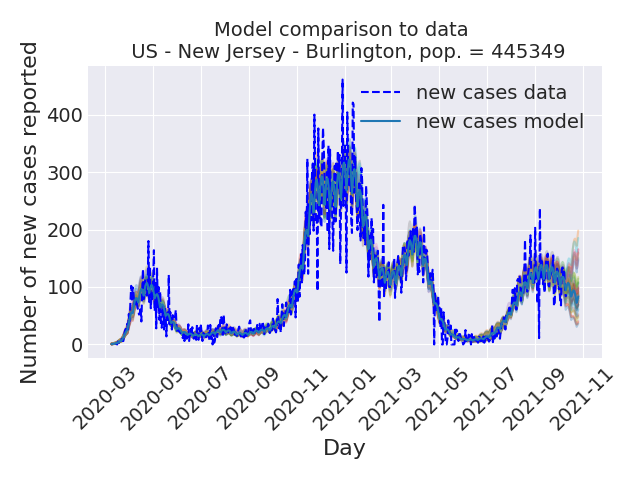 Model comparison to data
US - New Jersey - Burlington, pop. = 445349
Number of new cases reported
400
300
200
100
0
new cases data
new cases model
2020-03
2020-05
2020-07
2020-09
2020-11
2021-01
2021-03
2021-05
2021-07
2021-09
2021-11
Day